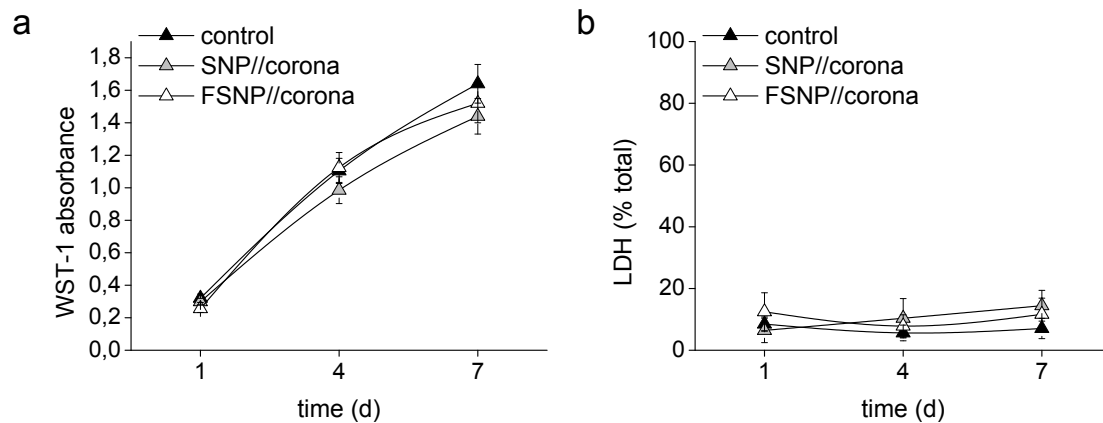 a
control
SNP//corona
FSNP//corona
1,8
1,6
1,4
1,2
1,0
0,8
0,6
0,4
0,2
0,0
WST-1 absorbance
1 4 7
time (d)
b
control
SNP//corona
FSNP//corona
100
80
60
40
20
0
LDH (% total)
1 4 7
time (d)